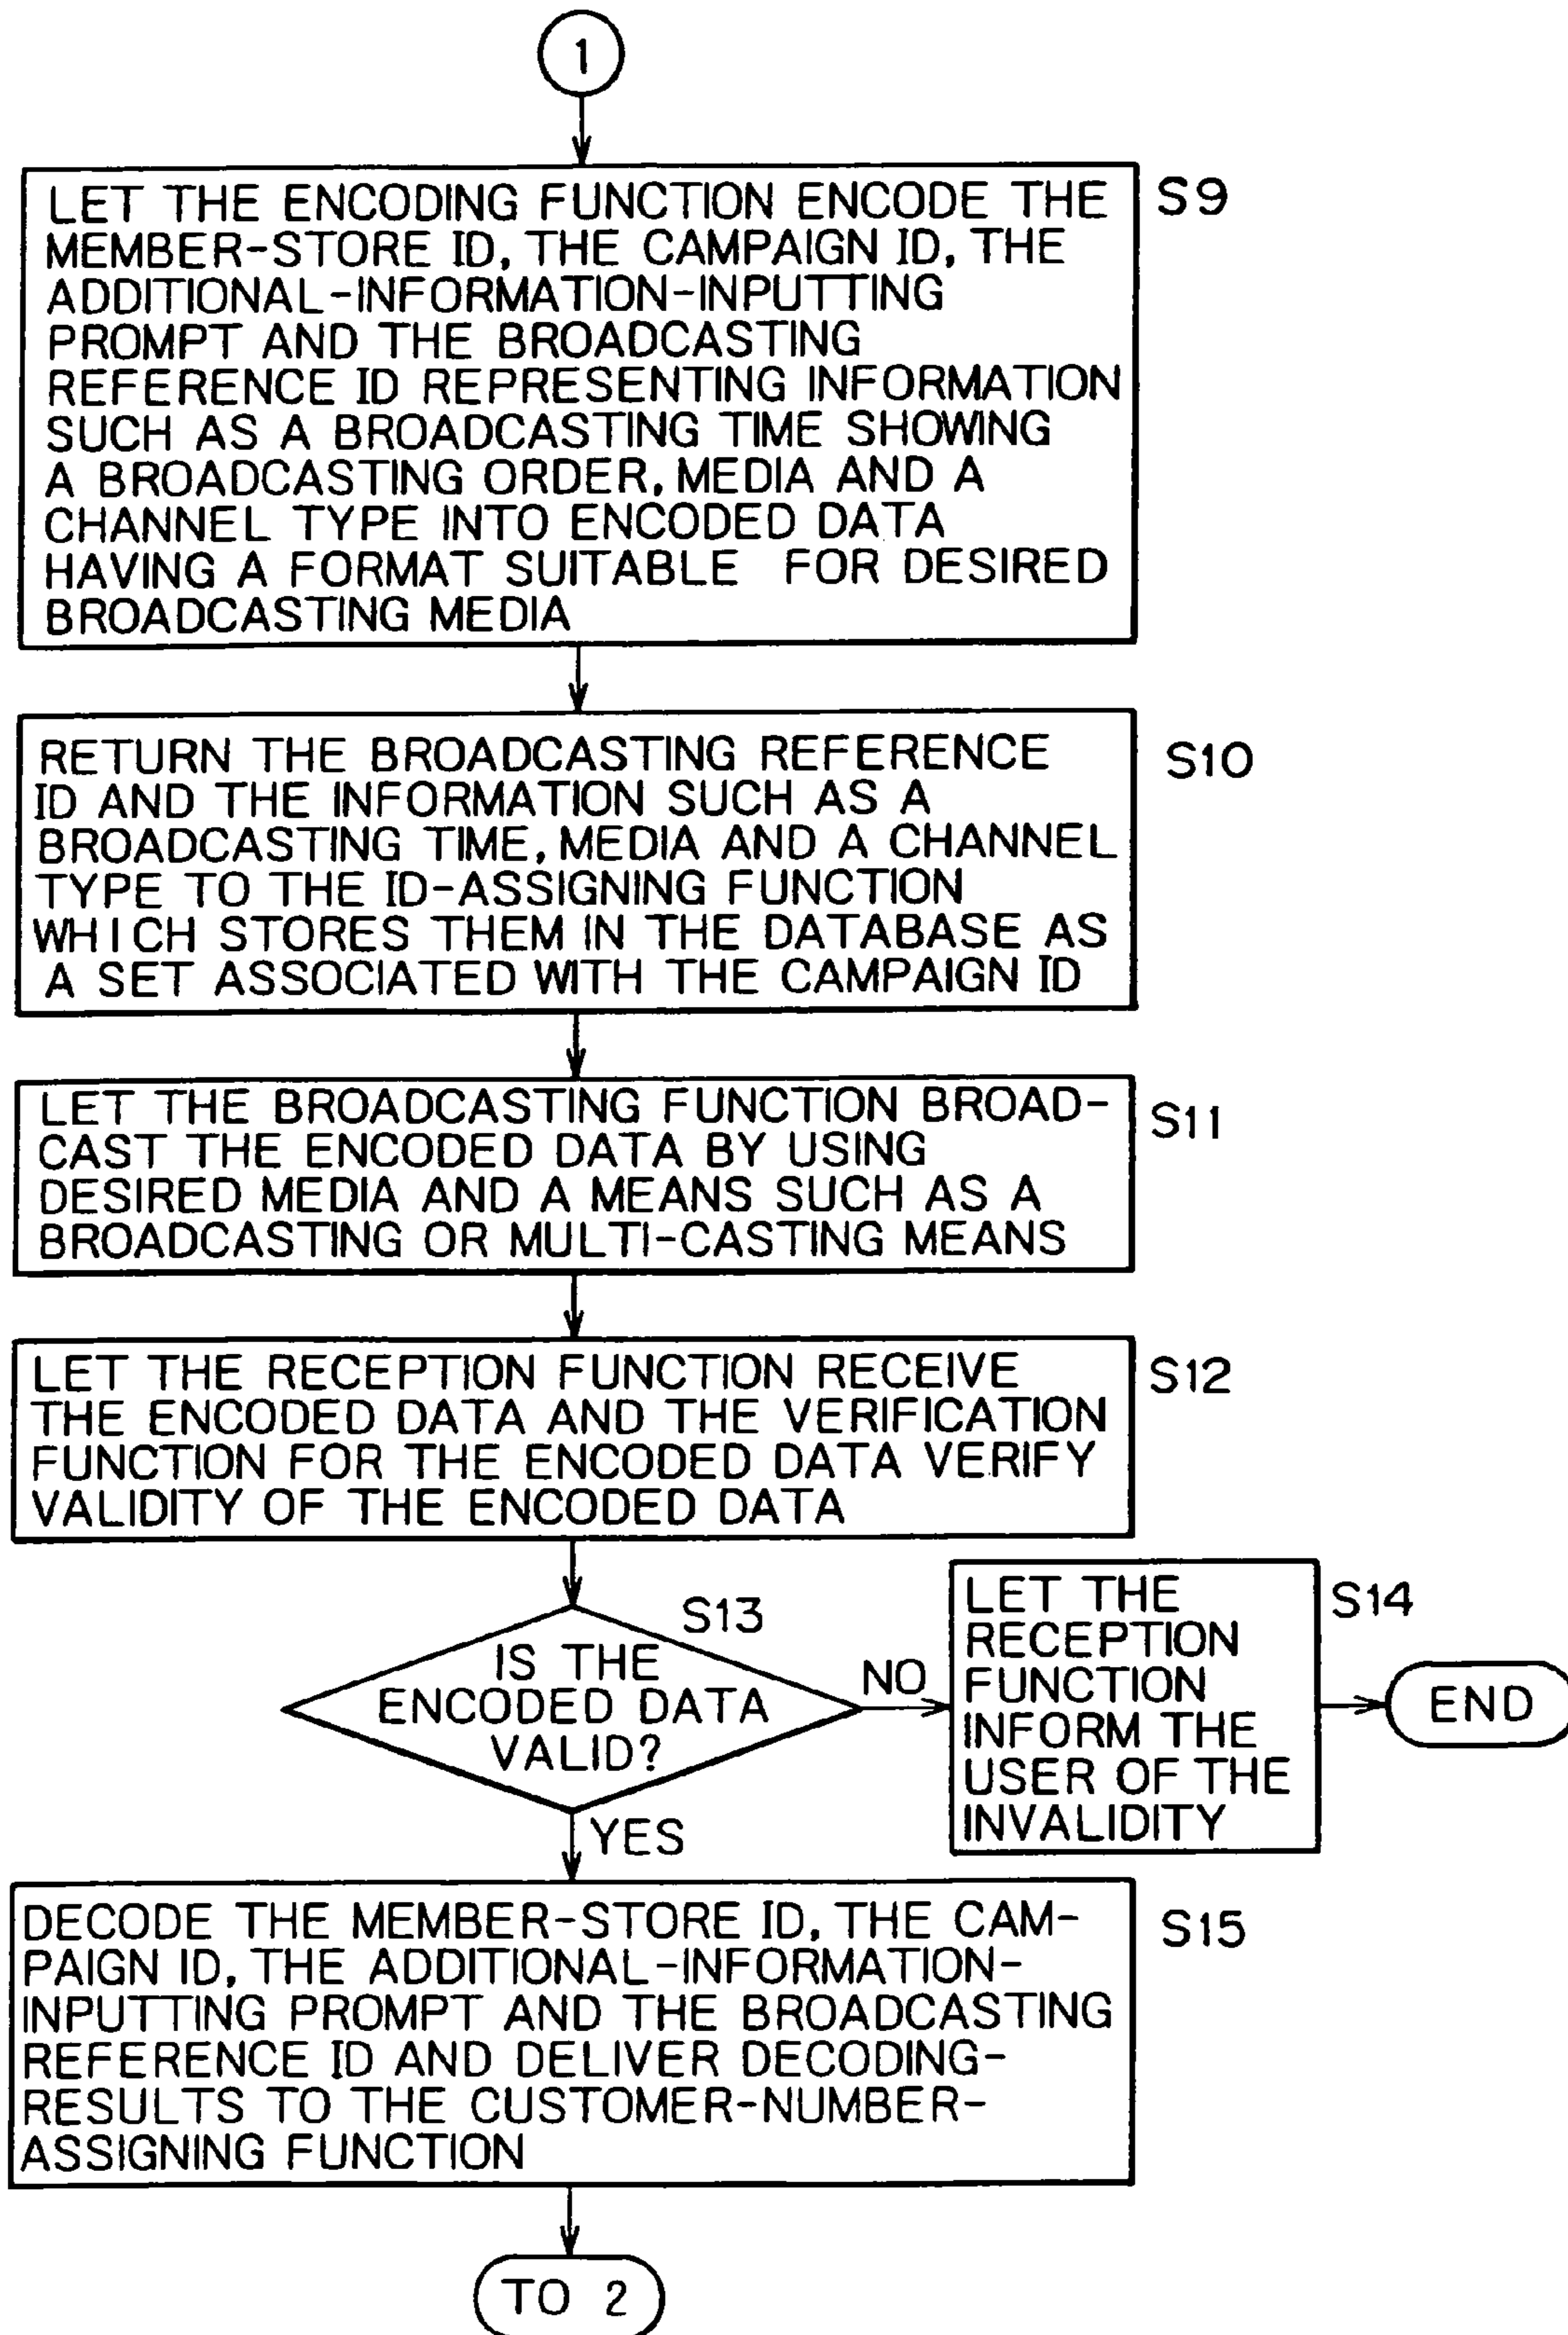 1
LET THE ENCODING FUNCTION ENCODE THE
MEMBER-STORE ID, THE CAMPAIGN ID, THE
ADDITIONAL-INFORMATION-INPUTTING
PROMPT AND THE BROADCASTING
REFERENCE ID REPRESENTING INFORMATION
SUCH AS A BROADCASTING TIME SHOWING
A BROADCASTING ORDER, MEDIA AND A
CHANNEL TYPE INTO ENCODED DATA
HAVING A FORMAT SUITABLE FOR DESIRED
BROADCASTING MEDIA
S9
RETURN THE BROADCASTING REFERENCE
ID AND THE INFORMATION SUCH AS A
BROADCASTING TIME, MEDIA AND A CHANNEL
TYPE TO THE ID-ASSIGNING FUNCTION
WHICH STORES THEM IN THE DATABASE AS
A SET ASSOCIATED WITH THE CAMPAIGN ID
S10
LET THE BROADCASTING FUNCTION BROAD-
CAST THE ENCODED DATA BY USING
DESIRED MEDIA AND A MEANS SUCH AS A
BROADCASTING OR MULTI-CASTING MEANS
S11
LET THE RECEPTION FUNCTION RECEIVE
THE ENCODED DATA AND THE VERIFICATION
FUNCTION FOR THE ENCODED DATA VERIFY
VALIDITY OF THE ENCODED DATA
S12
S13
IS THE
ENCODED DATA
VALID?
NO
LET THE
RECEPTION
FUNCTION
INFORM THE
USER OF THE
INVALIDITY
S14
END
YES
DECODE THE MEMBER-STORE ID, THE CAM-
PAIGN ID, THE ADDITIONAL-INFORMATION-
INPUTTING PROMPT AND THE BROADCASTING
REFERENCE ID AND DELIVER DECODING-
RESULTS TO THE CUSTOMER-NUMBER-
ASSIGNING FUNCTION
S15
TO 2